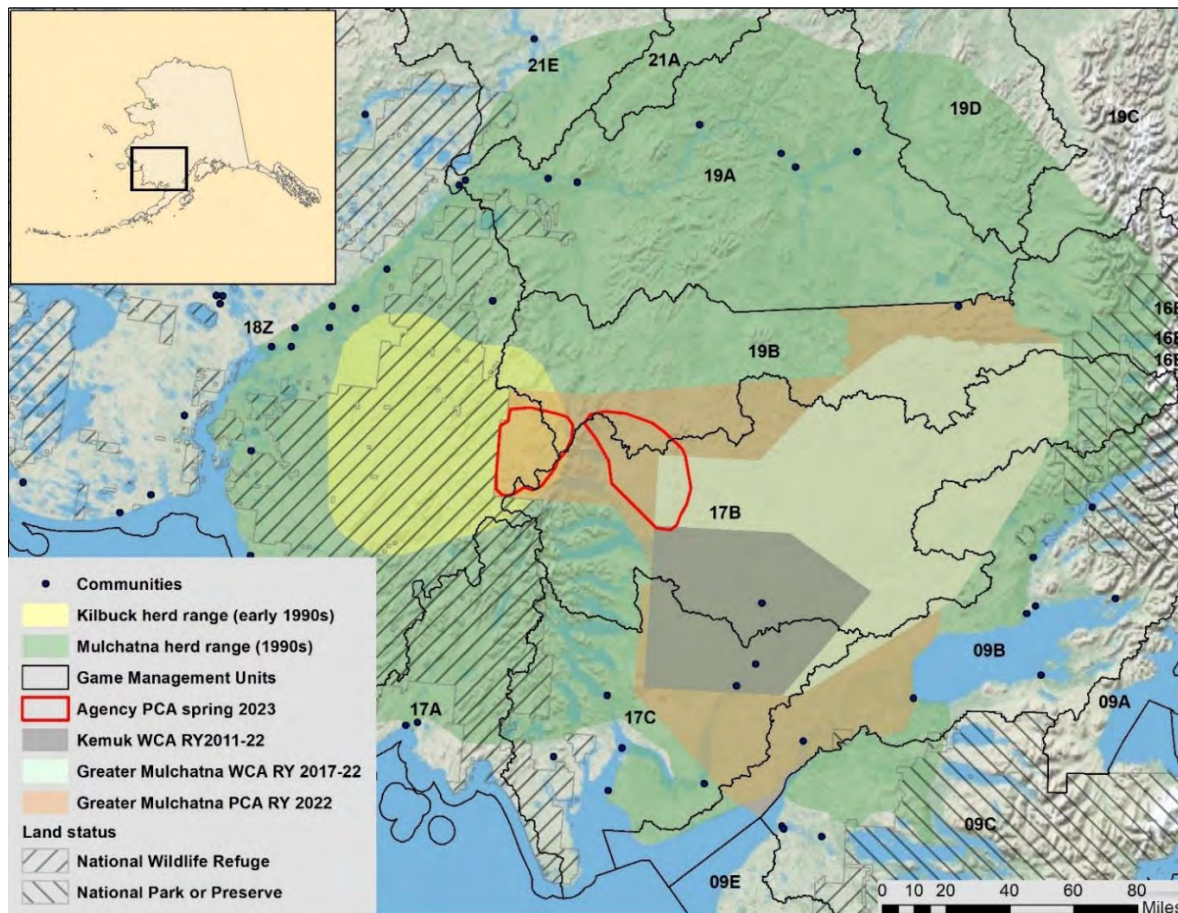 21E
21A
19D
19C
19A
16B
16B
16B
18Z
19B
17B
09B
09A
17A
17C
09C
09E
Communities
Kilbuck herd range (early 1990s)
Mulchatna herd range (1990s)
Game Management Units
Agency PCA spring 2023
Kemuk WCA RY2011-22
Greater Mulchatna WCA RY 2017-22
Greater Mulchatna PCA RY 2022
Land status
National Wildlife Refuge
National Park or Preserve
0 10 20 40 60 80
Miles